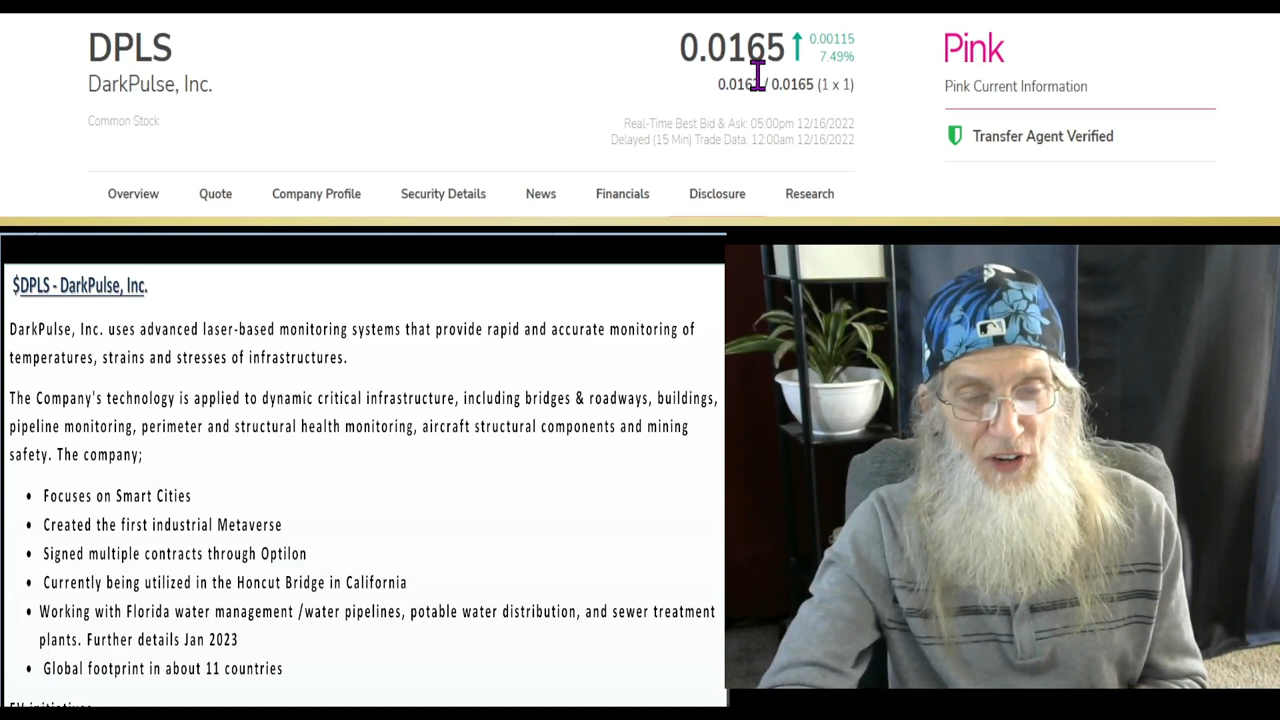 DPLS
0.0165
0.00115
7.49%
Pink
DarkPulse, Inc.
/ 0.0165 (1 x 1)
Pink Current Information
Common Stock
Real-Time Best Bid & Ask: 05:00pm 12/16/2022
Delayed (15 Min) Trade Data: 12:00am 12/16/2022
Transfer Agent Verified
Overview Quote Company Profile Security Details News Financials Disclosure Research
$DPLS - DarkPulse, Inc.
DarkPulse, Inc. uses advanced laser-based monitoring systems that provide rapid and accurate monitoring of
temperatures, strains and stresses of infrastructures.
The Company's technology is applied to dynamic critical infrastructure, including bridges & roadways, buildings,
pipeline monitoring, perimeter and structural health monitoring, aircraft structural components and mining
safety. The company;
• Focuses on Smart Cities
• Created the first industrial Metaverse
• Signed multiple contracts through Optilon
• Currently being utilized in the Honcut Bridge in California
• Working with Florida water management /water pipelines, potable water distribution, and sewer treatment
plants. Further details Jan 2023
• Global footprint in about 11 countries